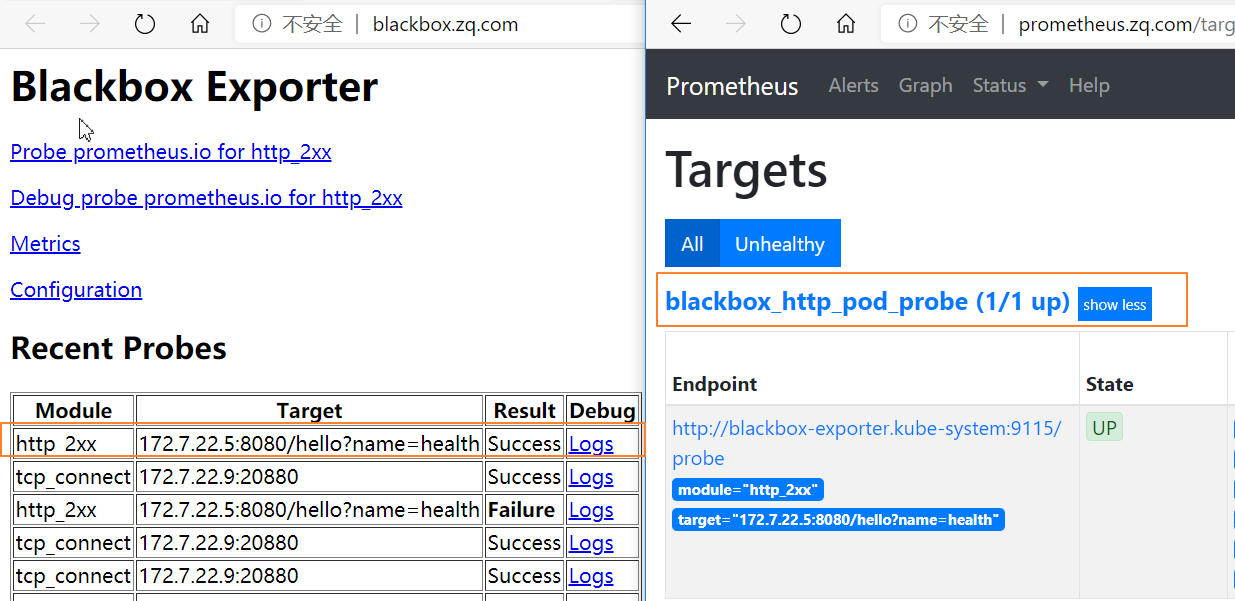 不安全 | blackbox.zq.com
Blackbox Exporter
Probe prometheus.io for http_2xx
Debug probe prometheus.io for http_2xx
Metrics
Configuration
Recent Probes
Module Target Result Debug
http_2xx 172.7.22.5:8080/hello?name=health Success Logs
tcp_connect 172.7.22.9:20880 Success Logs
http_2xx 172.7.22.5:8080/hello?name=health Failure Logs
tcp_connect 172.7.22.9:20880 Success Logs
tcp_connect 172.7.22.9:20880 Success Logs
不安全 | prometheus.zq.com/targ
Prometheus Alerts Graph Status Help
Targets
All Unhealthy
blackbox_http_pod_probe (1/1 up) show less
Endpoint State
http://blackbox-exporter.kube-system:9115/ UP
probe
module="http_2xx"
target="172.7.22.5:8080/hello?name=health"